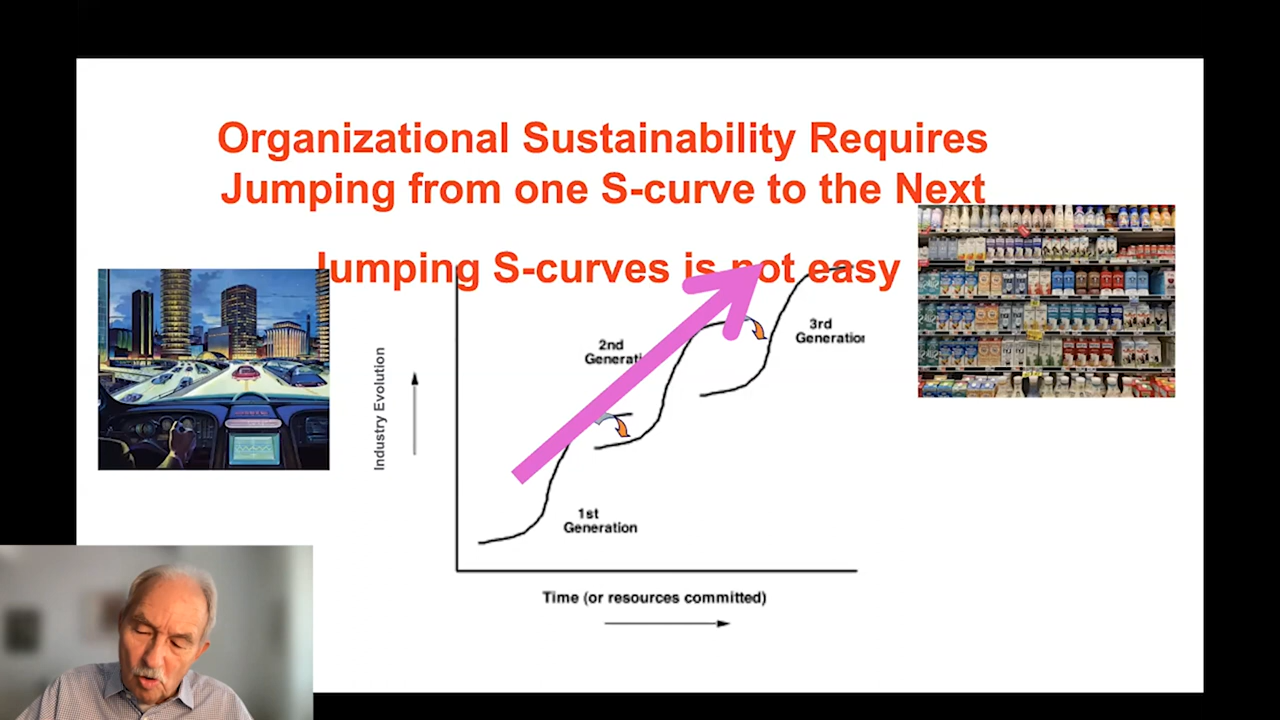 Organizational Sustainability Requires
Jumping from one S-curve to the Next
Jumping S-curves is not easy
3rd
Generation
2nd
Generati
Industry Evolution
1st
Generation
Time (or resources committed)